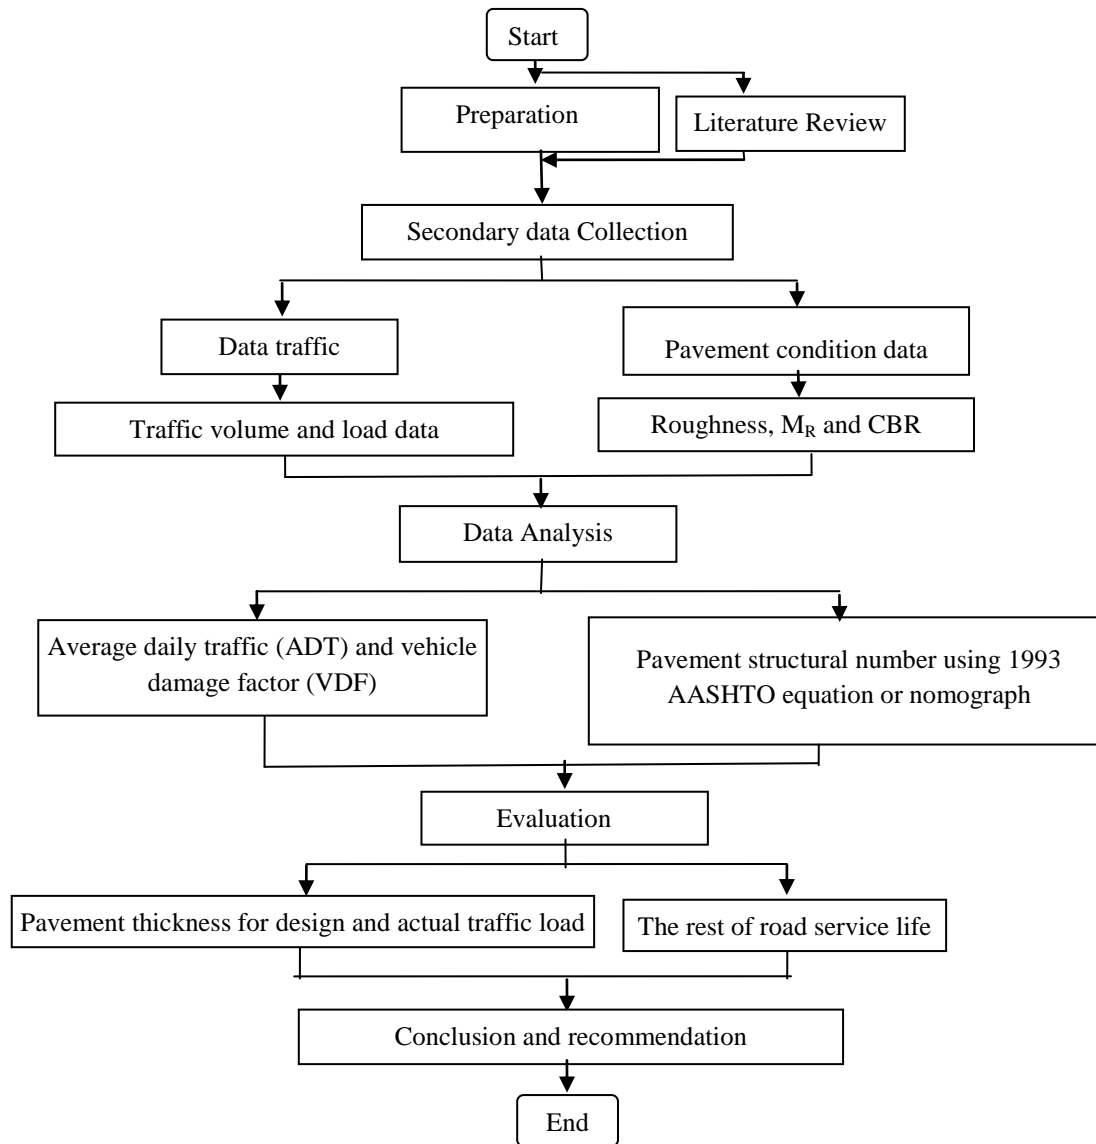 Start
Preparation
Literature Review
Secondary data Collection
Data traffic
Pavement condition data
Traffic volume and load data
Roughness, MR and CBR
Data Analysis
Average daily traffic (ADT) and vehicle
damage factor (VDF)
Pavement structural number using 1993
AASHTO equation or nomograph
Evaluation
Pavement thickness for design and actual traffic load
The rest of road service life
Conclusion and recommendation
End